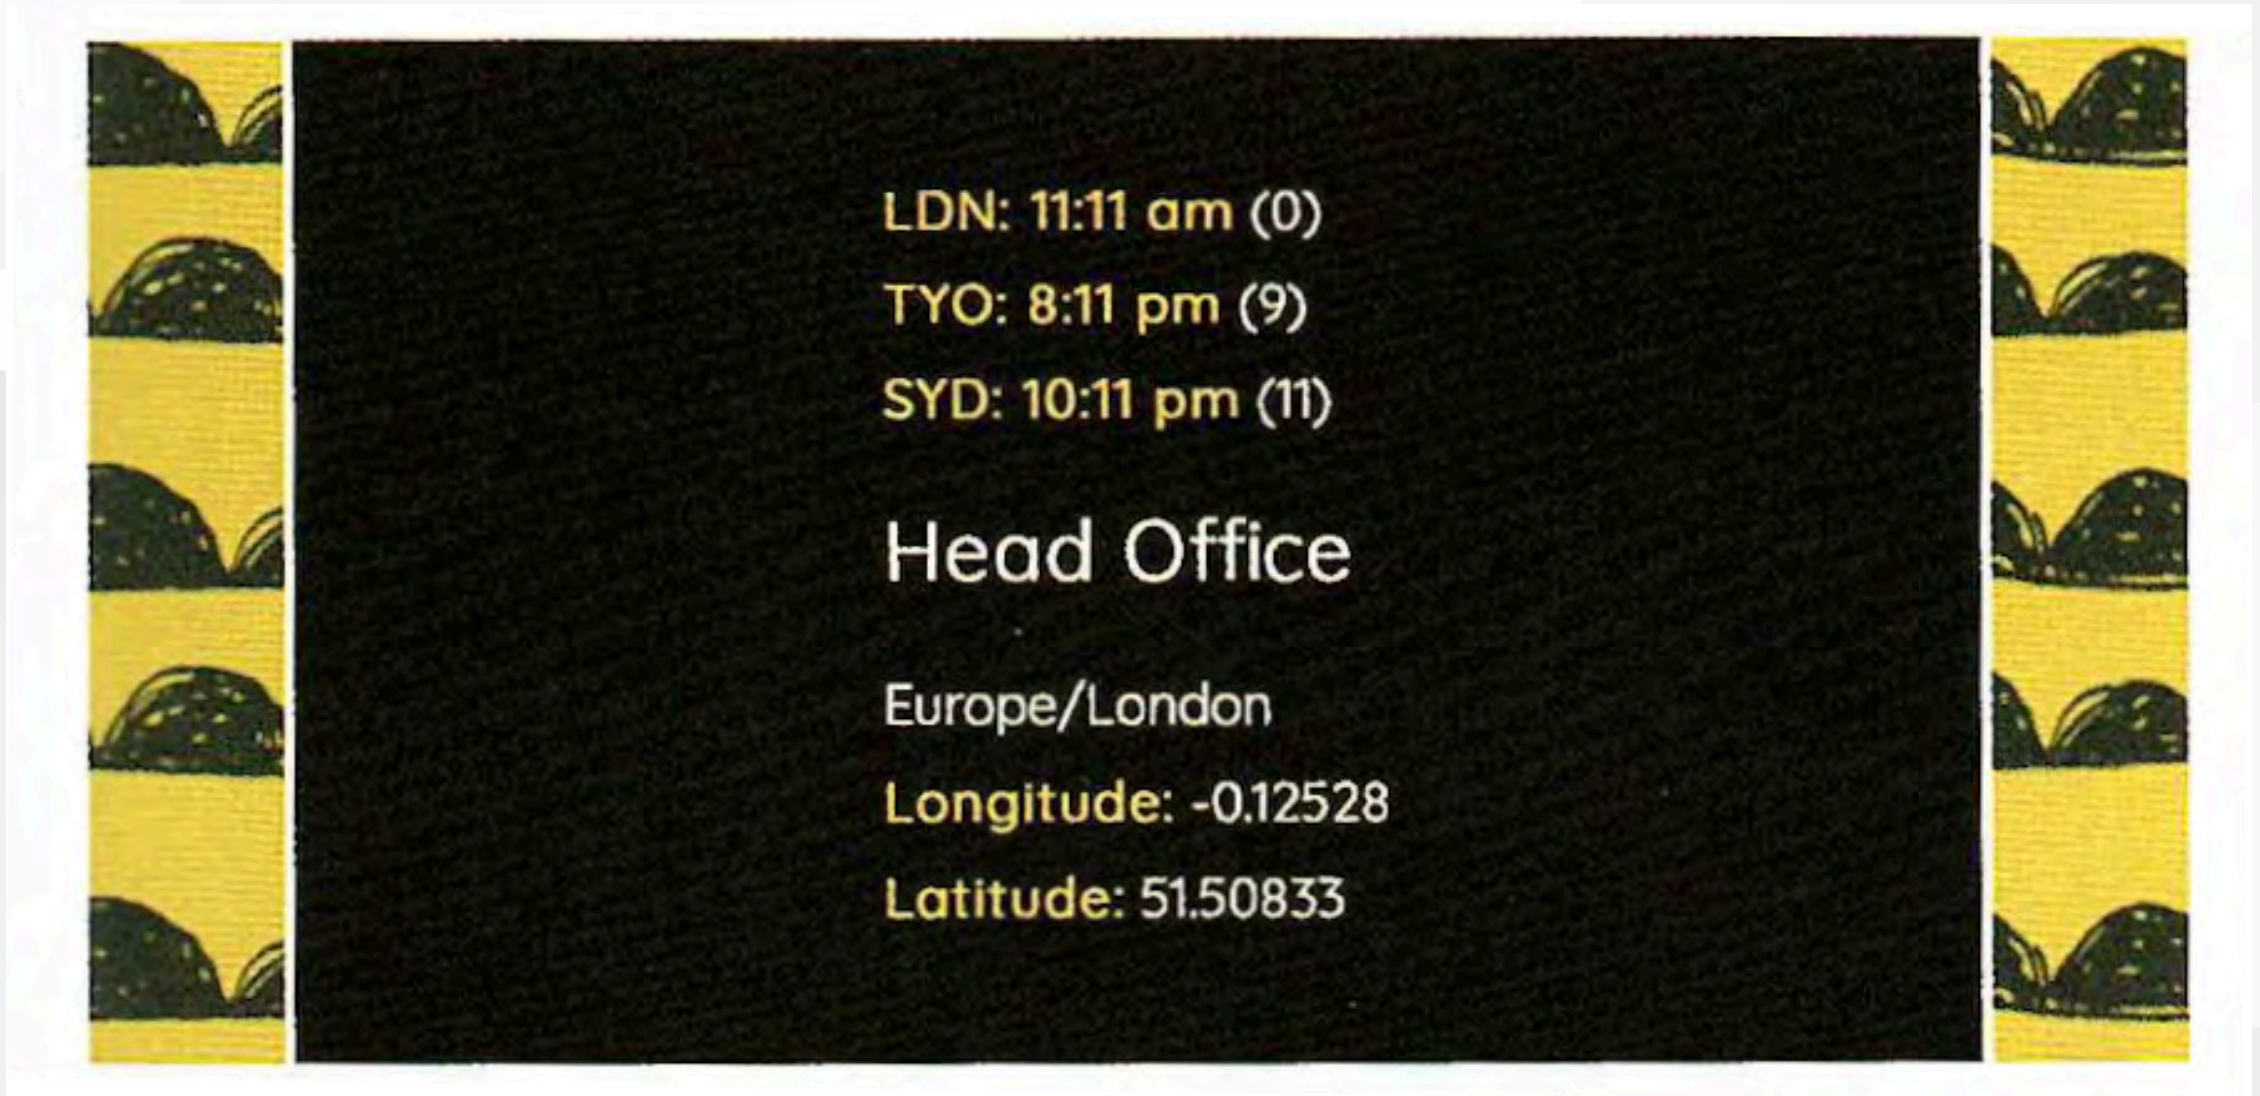 LDN: 11:11 am (0)
TYO: 8:11 pm (9)
SYD: 10:11 pm (11)
Head Office
Europe/London
Longitude: -0.12528
Latitude: 51.50833